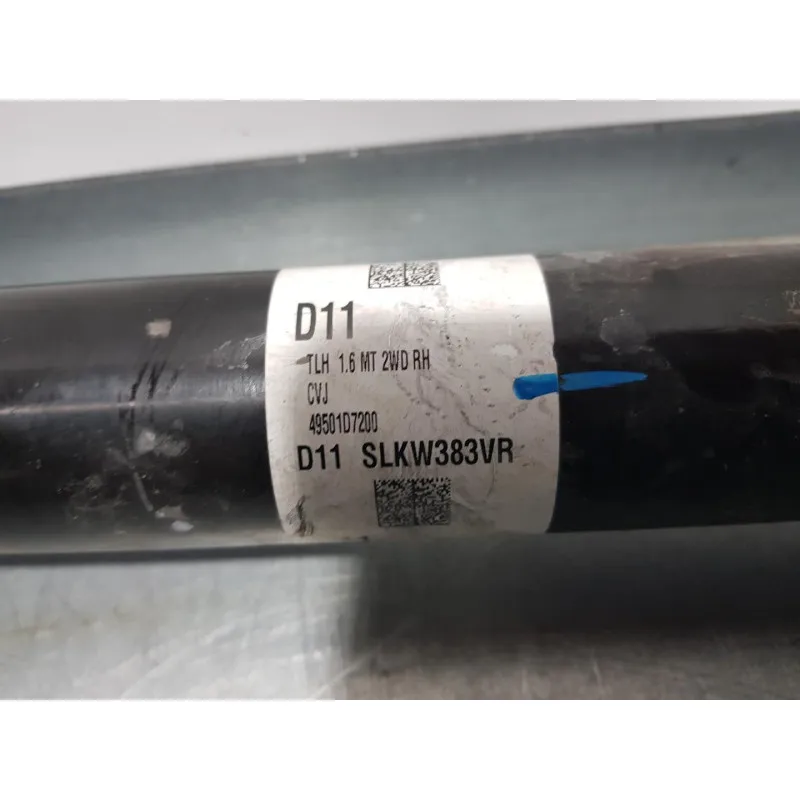 D11
TLH 1.6 MT 2WD RH
CVJ
49501D7200
D11 SLKW383VR